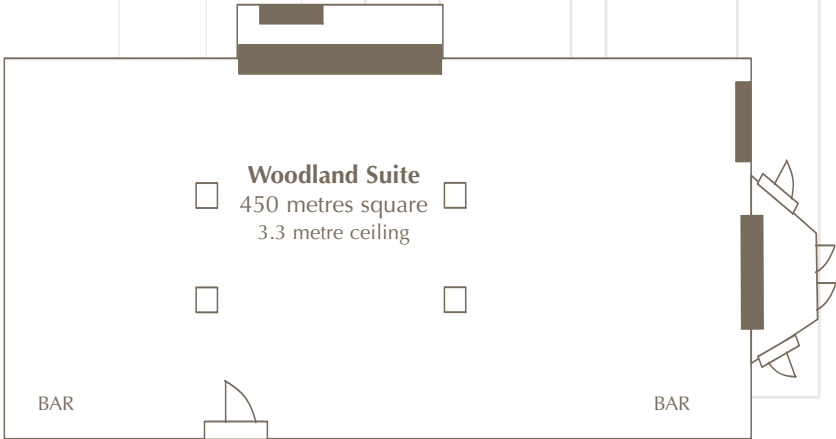 Woodland Suite
450 metres square
3.3 metre ceiling
BAR
BAR